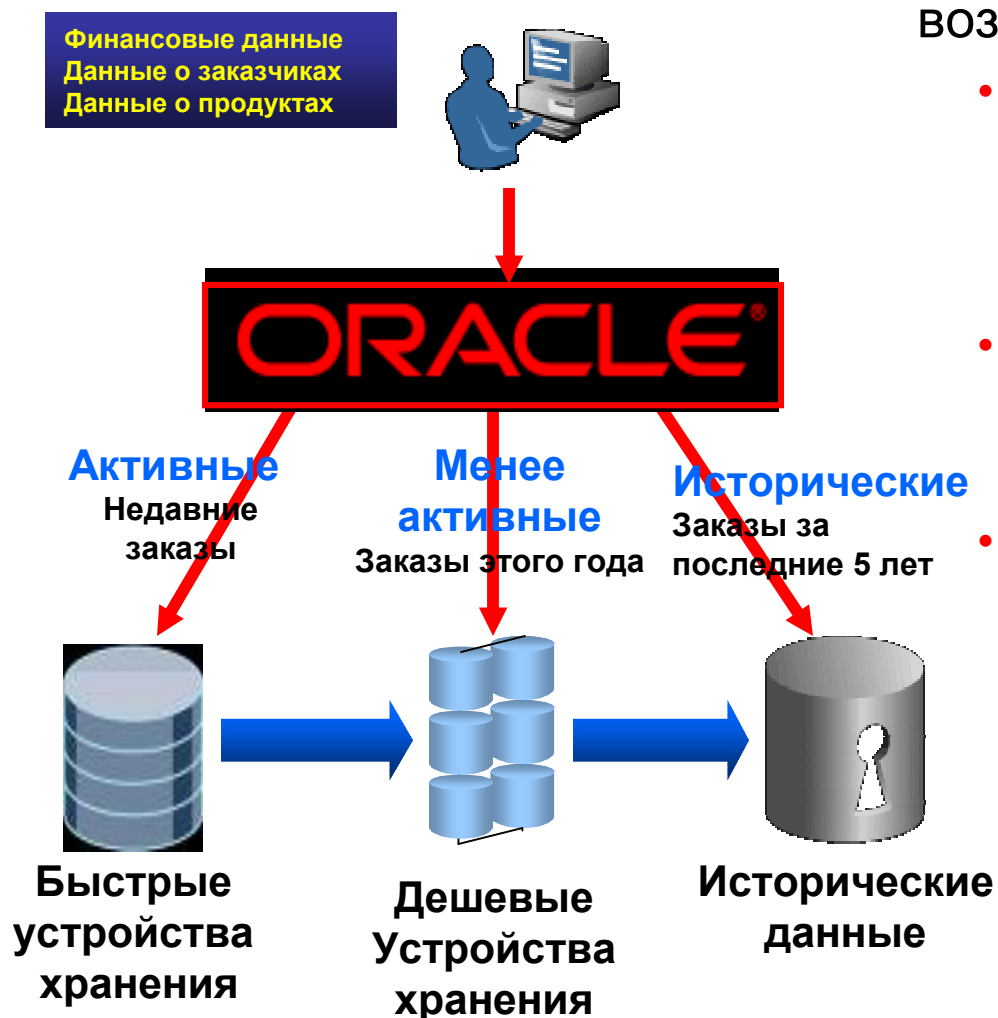 Финансовые данные
Данные о заказчиках
Данные о продуктах
воз
•
ORACLE®
•
Активные
Недавние
заказы
Менее
активные
Заказы этого года
Исторические
Заказы за
последние 5 лет
•
Быстрые
устройства
хранения
Дешевые
Устройства
хранения
Исторические
данные